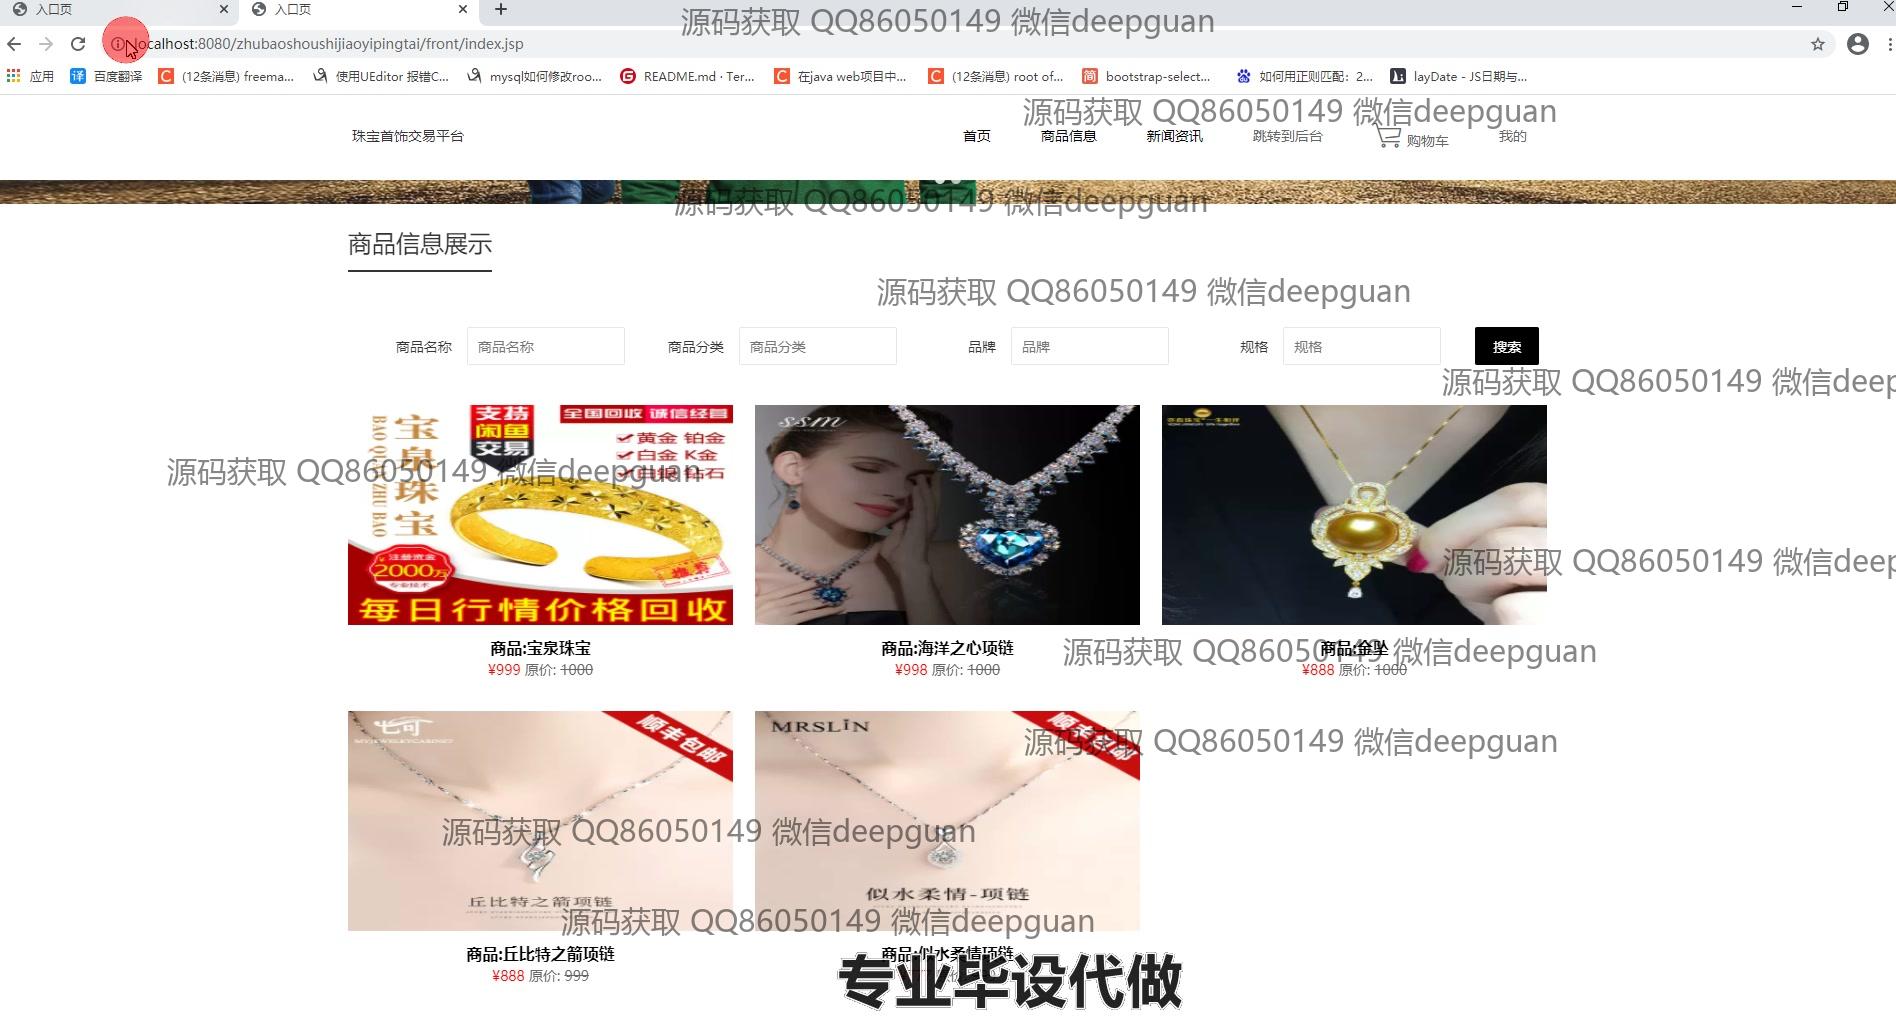 入口页
入口页
源码获取 QQ86050149 微信deepguan
localhost:8080/zhubaoshoushijiaoyipingtai/front/index.jsp
应用
百度翻译
(12条消息) freema...
使用UEditor 报错C...
mysql如何修改roo...
README.md · Ter...
在java web项目中...
(12条消息) root of...
bootstrap-select...
如何用正则匹配：2...
layDate - JS日期与...
源码获取 QQ86050149 微信deepguan
珠宝首饰交易平台
首页
商品信息
新闻资讯
跳转到后台
购物车
我的
源码获取 QQ86050149 微信deepguan
商品信息展示
源码获取 QQ86050149 微信deepguan
商品名称 商品名称
商品分类 商品分类
品牌 品牌
规格 规格
搜索
源码获取 QQ86050149 微信deep
宝泉珠宝
BAO QUAN ZHU BAO
支持
闲鱼
交易
全国回收 诚信经营
黄金 铂金
白金 K金
白银 钻石
注册资金
2000万
专业技术
推荐
每日行情价格回收
ssm
源码获取 QQ86050149 微信deepguan
源码获取 QQ86050149 微信deep
商品:宝泉珠宝
¥999 原价: 1000
商品:海洋之心项链
¥998 原价: 1000
商品:金坠
¥888 原价: 1000
源码获取 QQ86050149 微信deepguan
七可
MYJEWELRYCABINET
顺丰包邮
丘比特之箭项链
MRSLIN
顺丰包邮
似水柔情-项链
源码获取 QQ86050149 微信deepguan
源码获取 QQ86050149 微信deepguan
源码获取 QQ86050149 微信deepguan
商品:丘比特之箭项链
¥888 原价: 999
商品:似水柔情项链
专业毕设代做